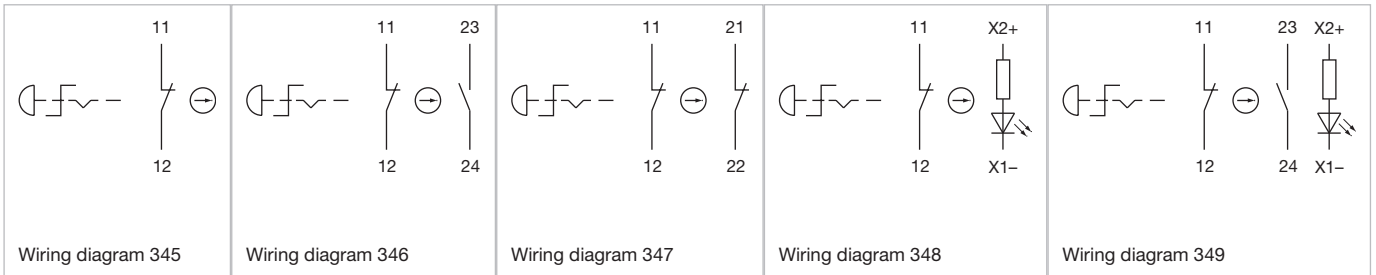 11
12
Wiring diagram 345
11 23
12 24
Wiring diagram 346
11 21
12 22
Wiring diagram 347
11 X2+
12 X1−
Wiring diagram 348
11 23 X2+
12 24 X1−
Wiring diagram 349